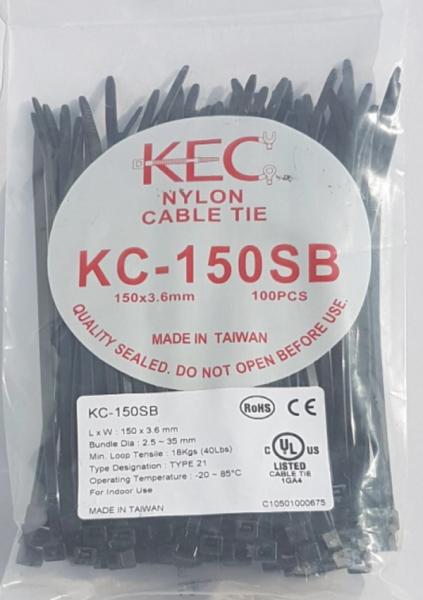 KEC
NYLON
CABLE TIE
KC-150SB
150x3.6mm 100PCS
MADE IN TAIWAN
QUALITY SEALED. DO NOT OPEN BEFORE USE.
KC-150SB
RoHS
CE
L x W : 150 x 3.6 mm
Bundle Dia : 2.5 ~ 35 mm
Min. Loop Tensile : 18Kgs (40Lbs)
Type Designation : TYPE 21
Operating Temperature : -20 ~ 85°C
For Indoor Use
MADE IN TAIWAN
C UL US
LISTED
CABLE TIE
1GA4
C10501000675